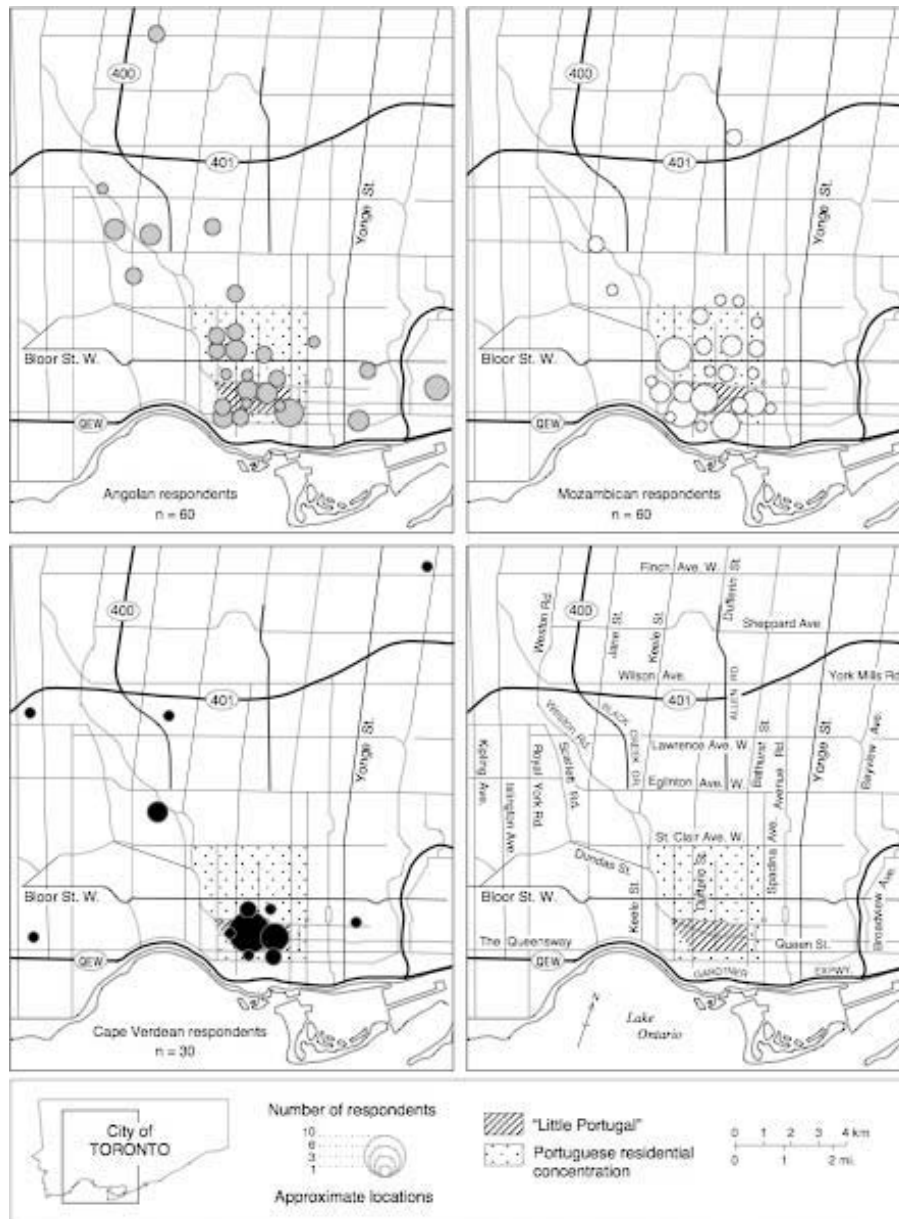 400
401
Yonge St.
Bloor St. W.
QEW
Angolan respondents
n = 60
400
401
Yonge St.
Bloor St. W.
QEW
Mozambican respondents
n = 60
400
401
Yonge St.
Bloor St. W.
QEW
Cape Verdean respondents
n = 30
Finch Ave. W.
Dufferin St.
400
Weston Rd.
Jane St.
Keele St.
Sheppard Ave.
Wilson Ave.
York Mills Rd.
401
ALLEN RD.
Weston Rd.
BLACK CREEK DR.
Lawrence Ave. W.
Bathurst St.
Avenue Rd.
Yonge St.
Bayview Ave.
Kipling Ave.
Islington Ave.
Royal York Rd.
Scarlett Rd.
Eglinton Ave. W.
St. Clair Ave. W.
Dundas St.
Dufferin St.
Spadina Ave.
Bloor St. W.
Keele St.
Broadview Ave.
The Queensway
Queen St.
QEW
GARDINER EXPWY.
N
Lake
Ontario
City of
TORONTO
Number of respondents
10
6
3
1
Approximate locations
"Little Portugal"
Portuguese residential
concentration
0 1 2 3 4 km
0 1 2 mi.